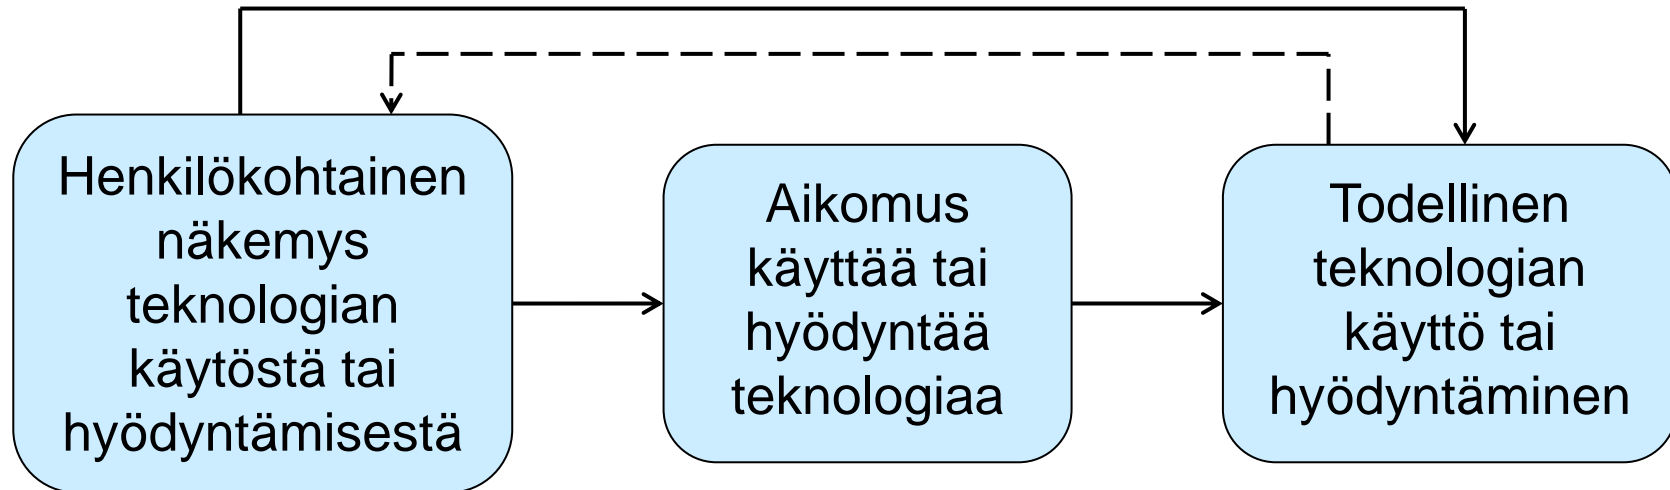 Henkilökohtainen
näkemys
teknologian
käytöstä tai
hyödyntämisestä
Aikomus
käyttää tai
hyödyntää
teknologiaa
Todellinen
teknologian
käyttö tai
hyödyntäminen